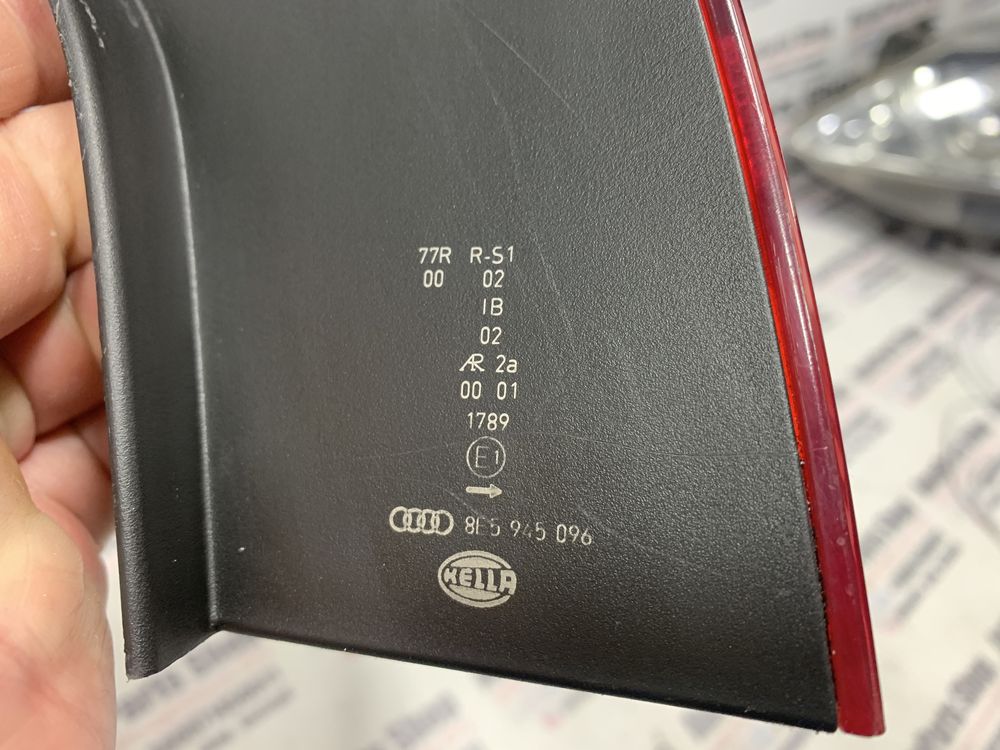 77R R-S1
00 02
IB
02
AR 2a
00 01
1789
E1
8E5 945 096
HELLA